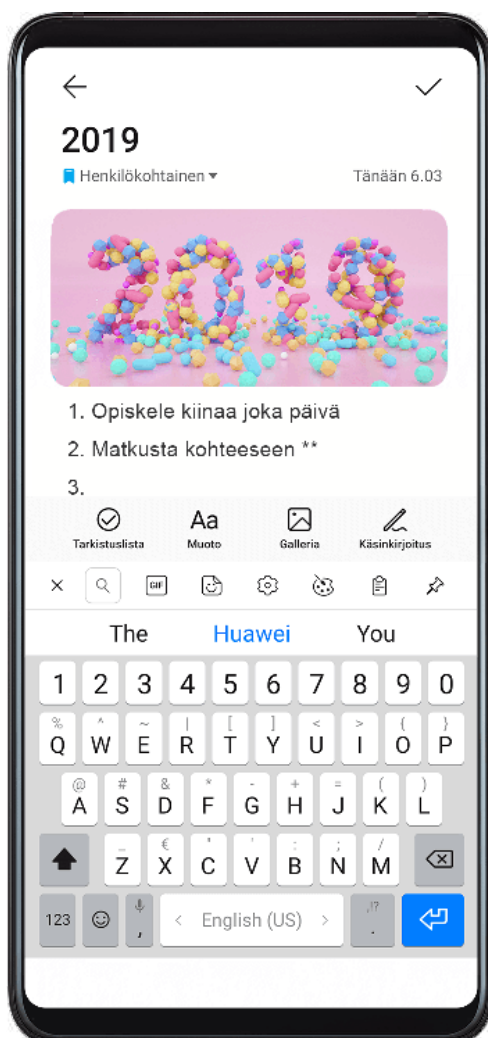 2019
Henkilökohtainen
Tänään 6.03
2019
1. Opiskele kiinaa joka päivä
2. Matkusta kohteeseen **
3.
Tarkistuslista Aa Muoto Galleria Käsinkirjoitus
GIF
The Huawei You
1 2 3 4 5 6 7 8 9 0
% ^ ~ | [ ] < > { }
Q W E R T Y U I O P
@ # & * - + = ( )
A S D F G H J K L
_ € " ' : ; /
Z X C V B N M
123 , < English (US) > ,!? .